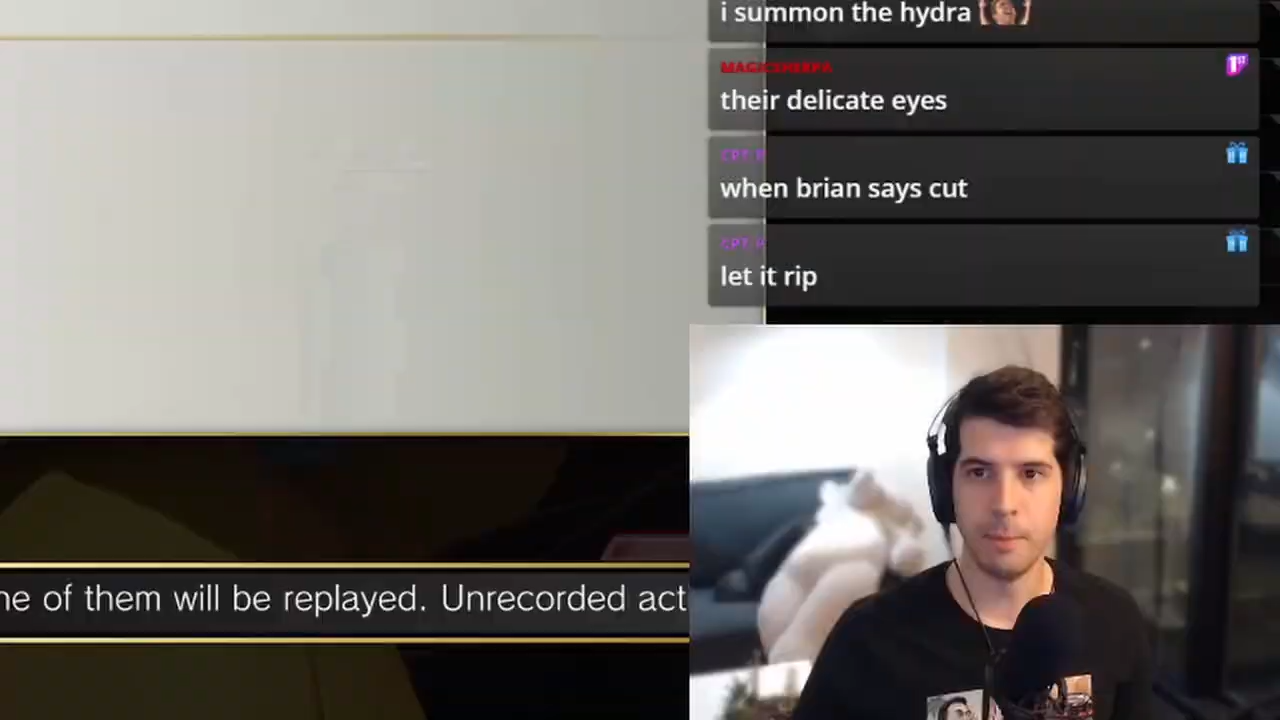 i summon the hydra
MAGICSHERPA
their delicate eyes
when brian says cut
let it rip
ne of them will be replayed. Unrecorded act